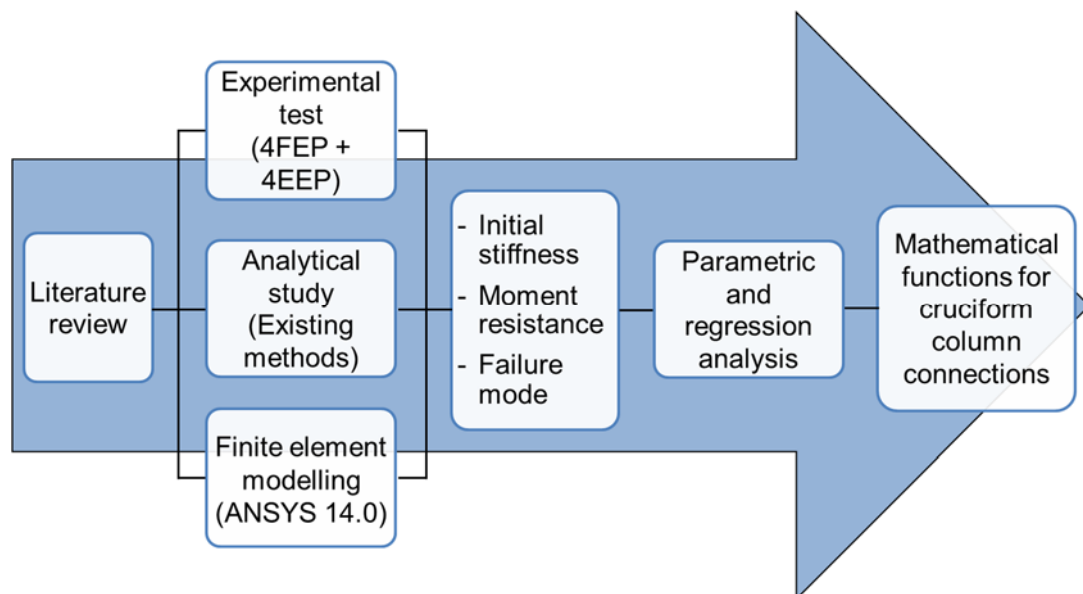 Literature
review
Experimental
test
(4FEP +
4EEP)
Analytical
study
(Existing
methods)
Finite element
modelling
(ANSYS 14.0)
- Initial
stiffness
- Moment
resistance
- Failure
mode
Parametric
and
regression
analysis
Mathematical
functions for
cruciform
column
connections